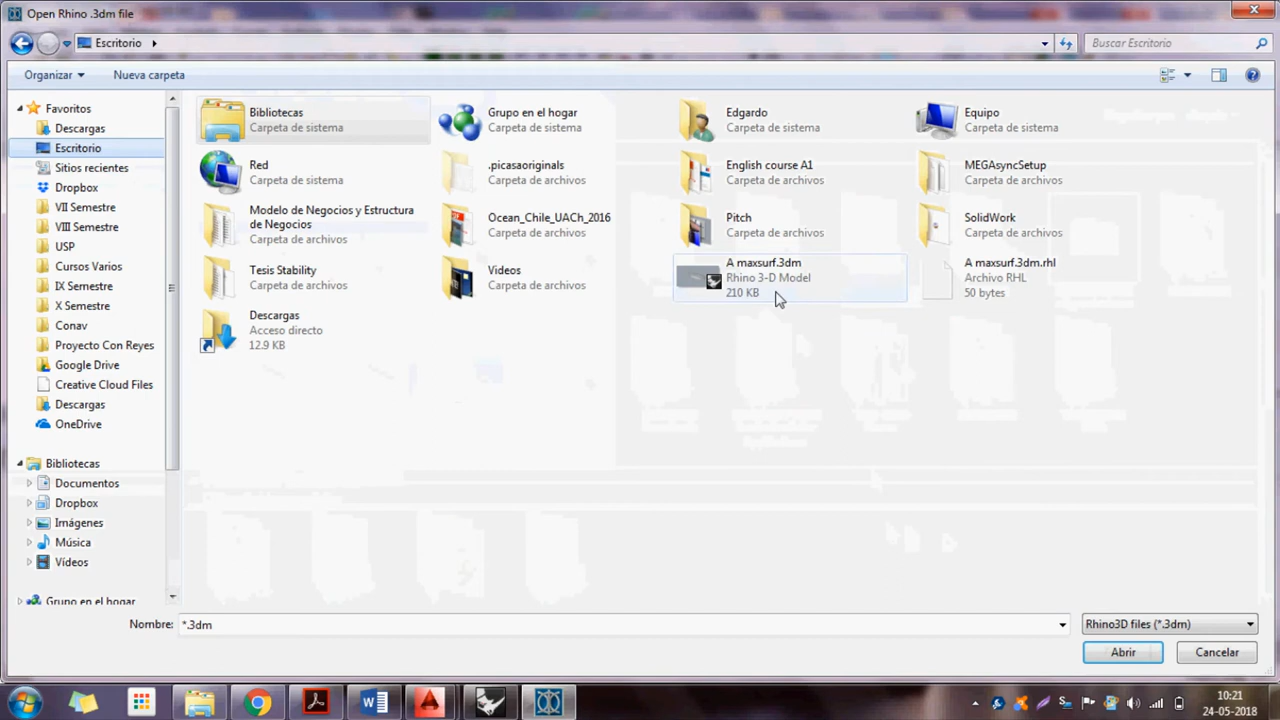 Open Rhino .3dm file
Escritorio
Buscar Escritorio
Organizar
Nueva carpeta
Favoritos
Descargas
Escritorio
Sitios recientes
Dropbox
VII Semestre
VIII Semestre
USP
Cursos Varios
IX Semestre
X Semestre
Conav
Proyecto Con Reyes
Google Drive
Creative Cloud Files
Descargas
OneDrive
Bibliotecas
Documentos
Dropbox
Imágenes
Música
Vídeos
Grupo en el hogar
Bibliotecas
Carpeta de sistema
Grupo en el hogar
Carpeta de sistema
Edgardo
Carpeta de sistema
Equipo
Carpeta de sistema
Red
Carpeta de sistema
.picasaoriginals
Carpeta de archivos
English course A1
Carpeta de archivos
MEGAsyncSetup
Carpeta de archivos
Modelo de Negocios y Estructura
de Negocios
Carpeta de archivos
Ocean_Chile_UACh_2016
Carpeta de archivos
Pitch
Carpeta de archivos
SolidWork
Carpeta de archivos
Tesis Stability
Carpeta de archivos
Videos
Carpeta de archivos
A maxsurf.3dm
Rhino 3-D Model
210 KB
A maxsurf.3dm.rhl
Archivo RHL
50 bytes
Descargas
Acceso directo
12.9 KB
Nombre:
*.3dm
Rhino3D files (*.3dm)
Abrir
Cancelar
10:21
24-05-2018